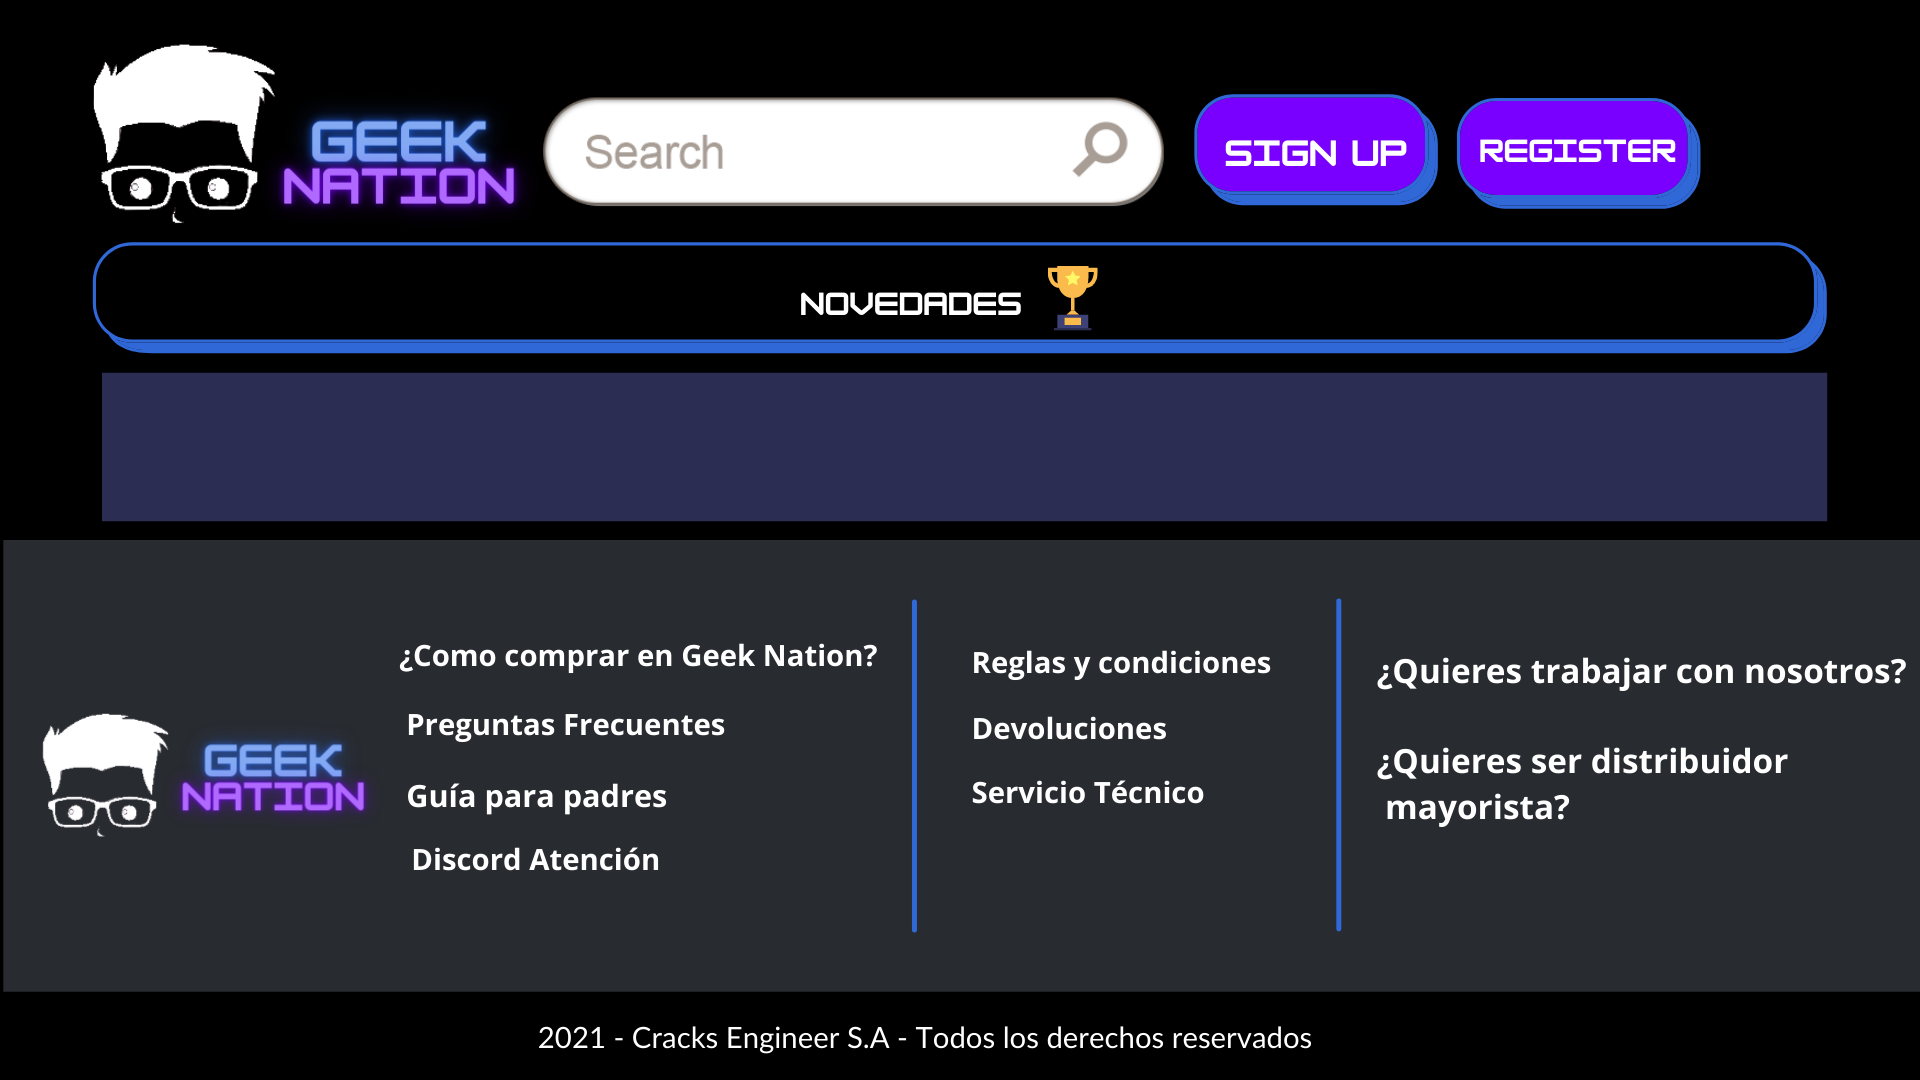 GEEK
NATION
Search
SIGN UP
REGISTER
NOVEDADES
GEEK
NATION
¿Como comprar en Geek Nation?
Preguntas Frecuentes
Guía para padres
Discord Atención
Reglas y condiciones
Devoluciones
Servicio Técnico
¿Quieres trabajar con nosotros?
¿Quieres ser distribuidor
mayorista?
2021 - Cracks Engineer S.A - Todos los derechos reservados